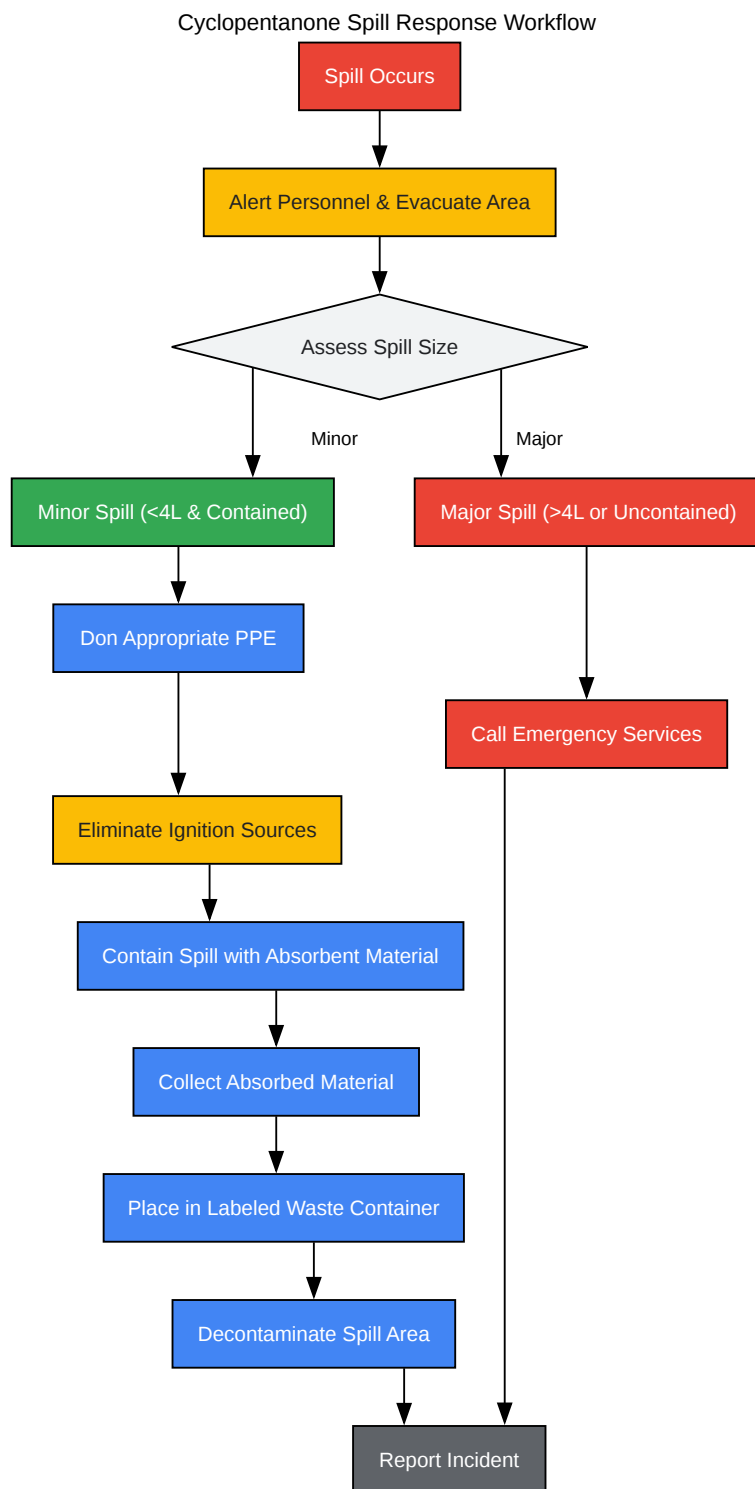 Cyclopentanone Spill Response Workflow
Spill Occurs
Alert Personnel & Evacuate Area
Assess Spill Size
Minor
Major
Minor Spill (<4L & Contained)
Major Spill (>4L or Uncontained)
Don Appropriate PPE
Call Emergency Services
Eliminate Ignition Sources
Contain Spill with Absorbent Material
Collect Absorbed Material
Place in Labeled Waste Container
Decontaminate Spill Area
Report Incident